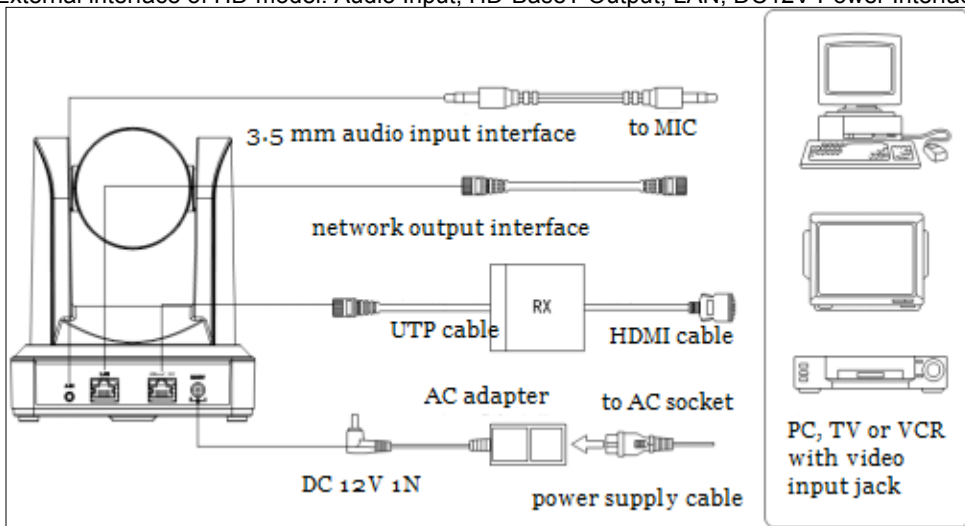 External interface of HD model: Audio Input, HD-BaseT Output, LAN, DC12V Power Interface
3.5 mm audio input interface
to MIC
network output interface
UTP cable
RX
HDMI cable
AC adapter
to AC socket
DC 12V 1N
power supply cable
PC, TV or VCR
with video
input jack
LAN